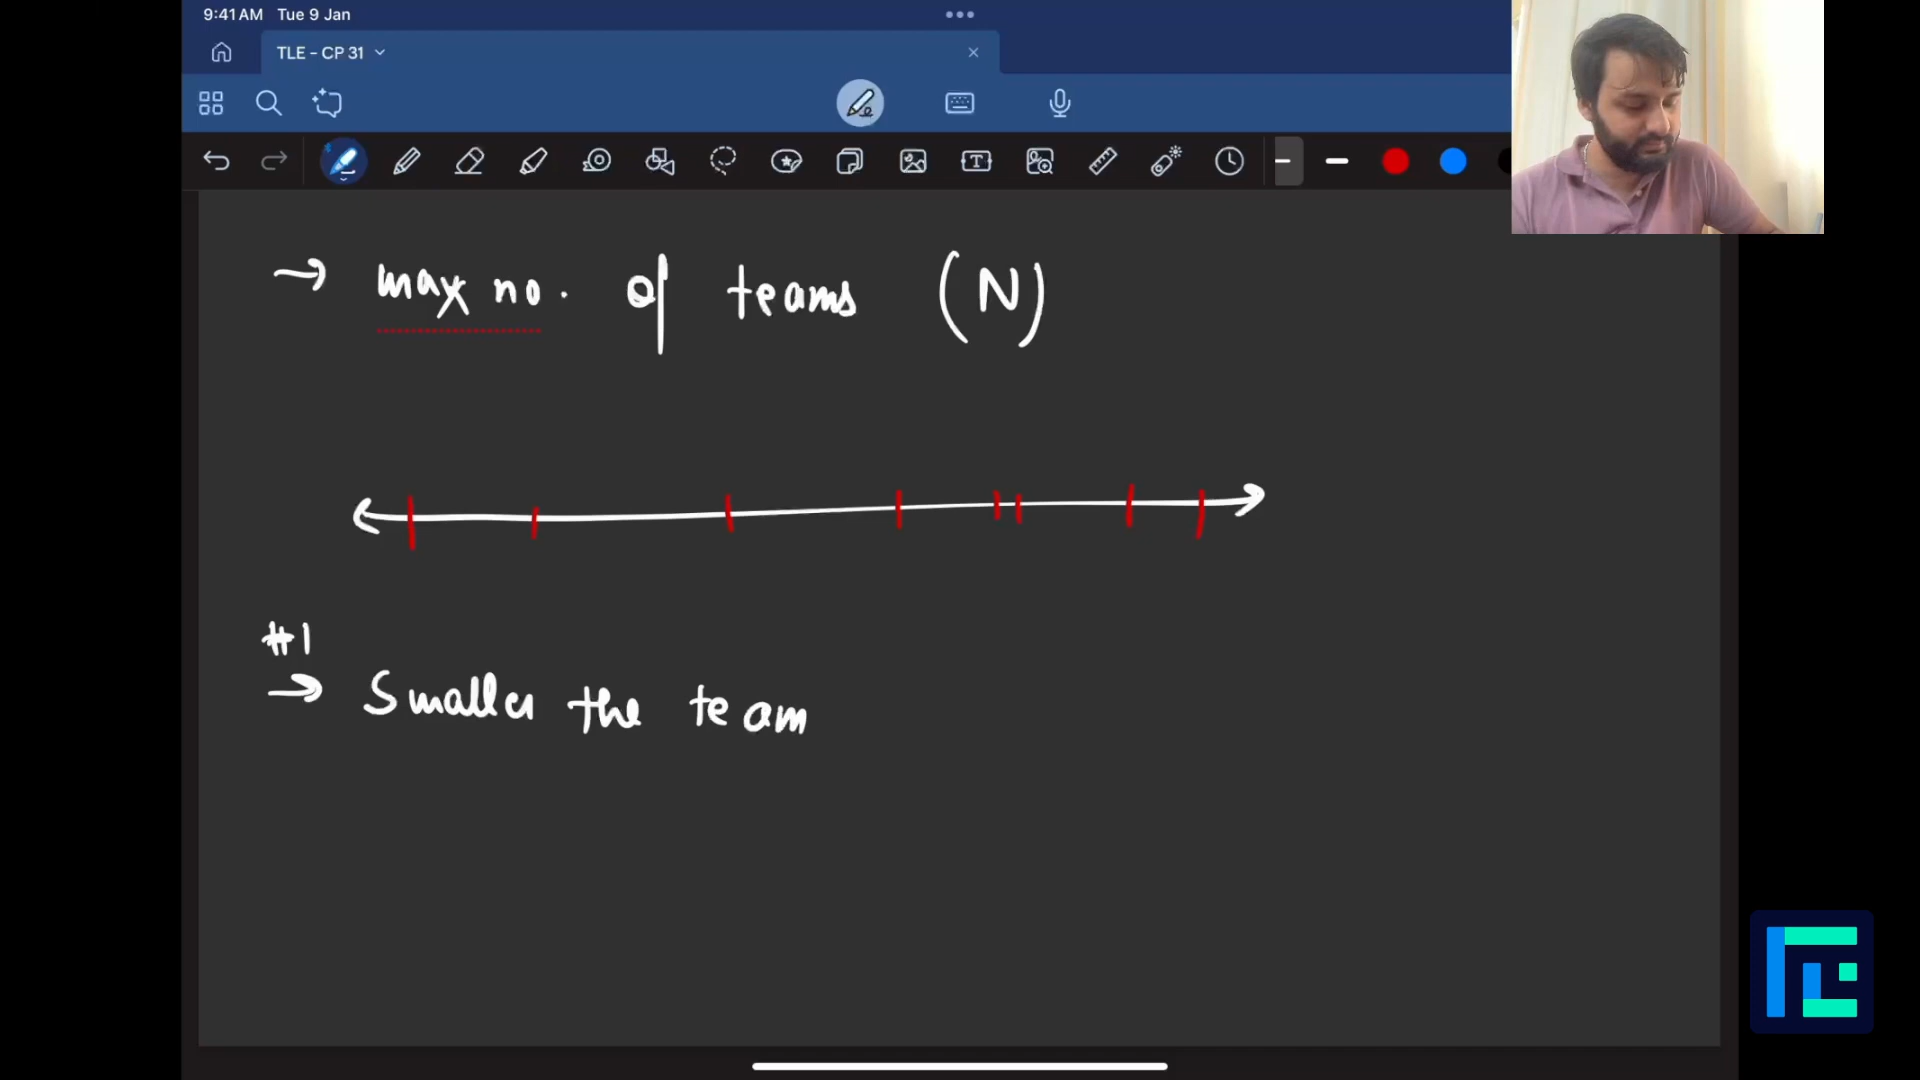 9:41 AM Tue 9 Jan
TLE - CP 31
→ max no. of teams (N)
#1
→ Smaller the team